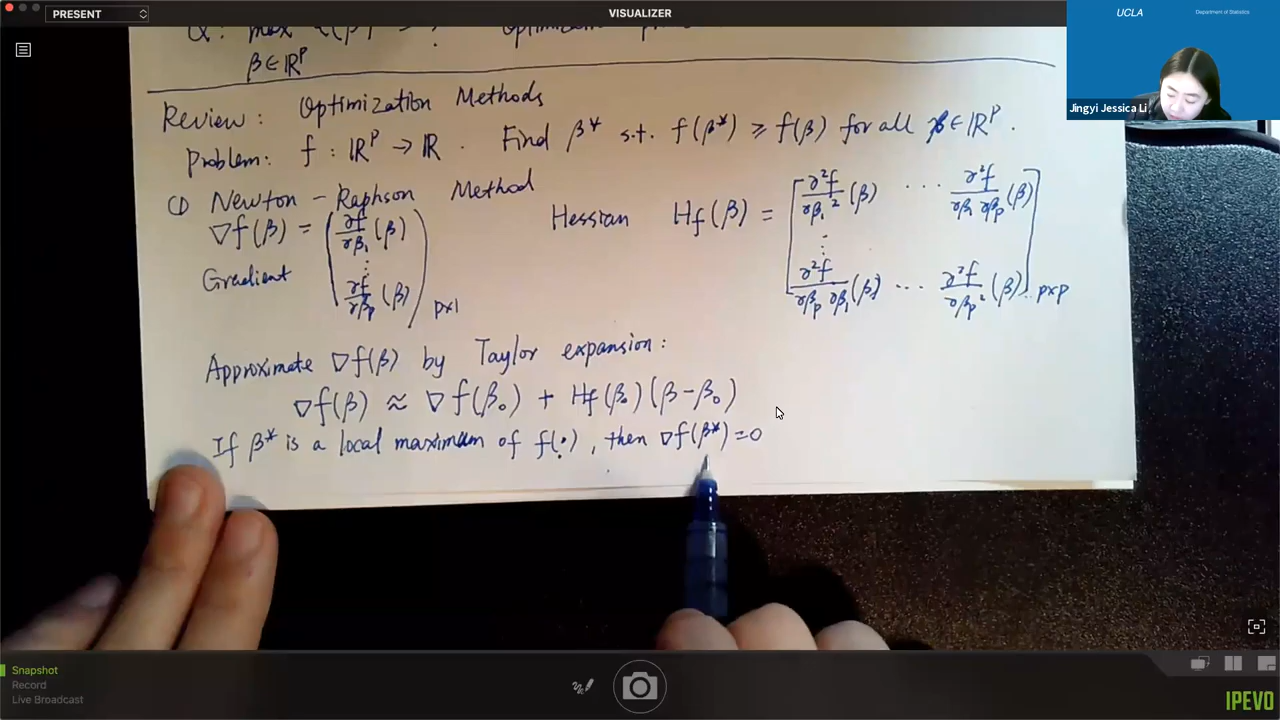 PRESENT
VISUALIZER
UCLA
Department of Statistics
Jingyi Jessica Li
Q: max
β∈ℝᵖ
Review: Optimization Methods
Problem: f: ℝᵖ → ℝ. Find β* s.t. f(β*) ≥ f(β) for all β∈ℝᵖ.
① Newton-Raphson Method
∇f(β) = (∂f/∂β₁(β) ⋮ ∂f/∂βₚ(β)) p×1
Gradient
Hessian Hf(β) = [∂²f/∂β₁²(β) ⋯ ∂²f/∂β₁∂βₚ(β)
⋮
∂²f/∂βₚ∂β₁(β) ⋯ ∂²f/∂βₚ²(β)] p×p
Approximate ∇f(β) by Taylor expansion:
∇f(β) ≈ ∇f(β₀) + Hf(β₀)(β-β₀)
If β* is a local maximum of f(·), then ∇f(β*)=0
Snapshot
Record
Live Broadcast
IPEVO